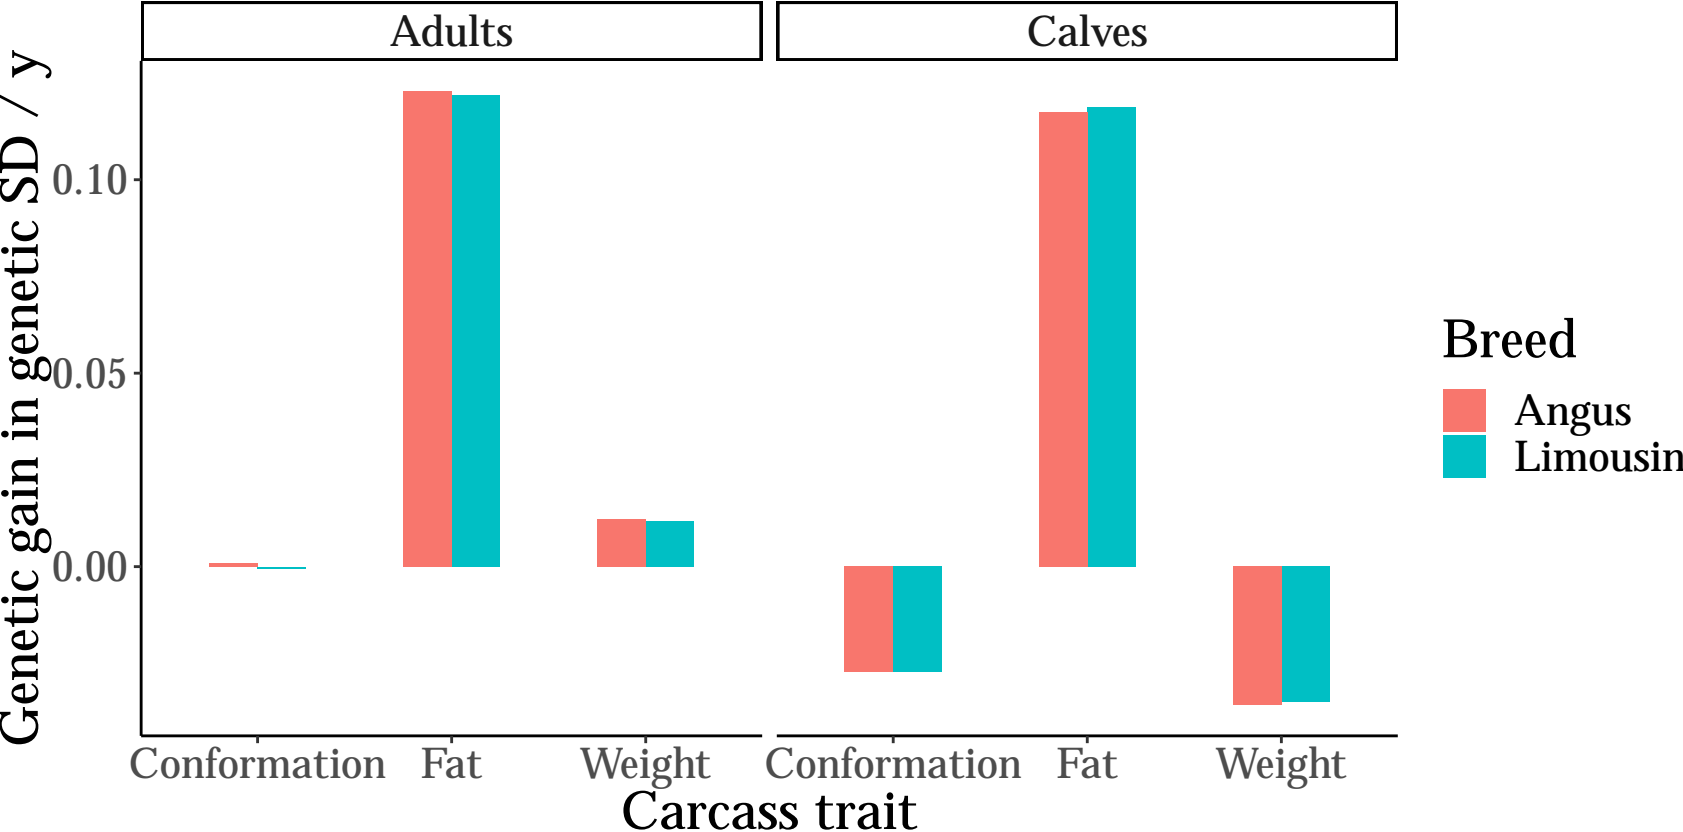 Adults
Calves
Genetic gain in genetic SD / y
0.10
0.05
0.00
Conformation
Fat
Weight
Conformation
Fat
Weight
Carcass trait
Breed
Angus
Limousin